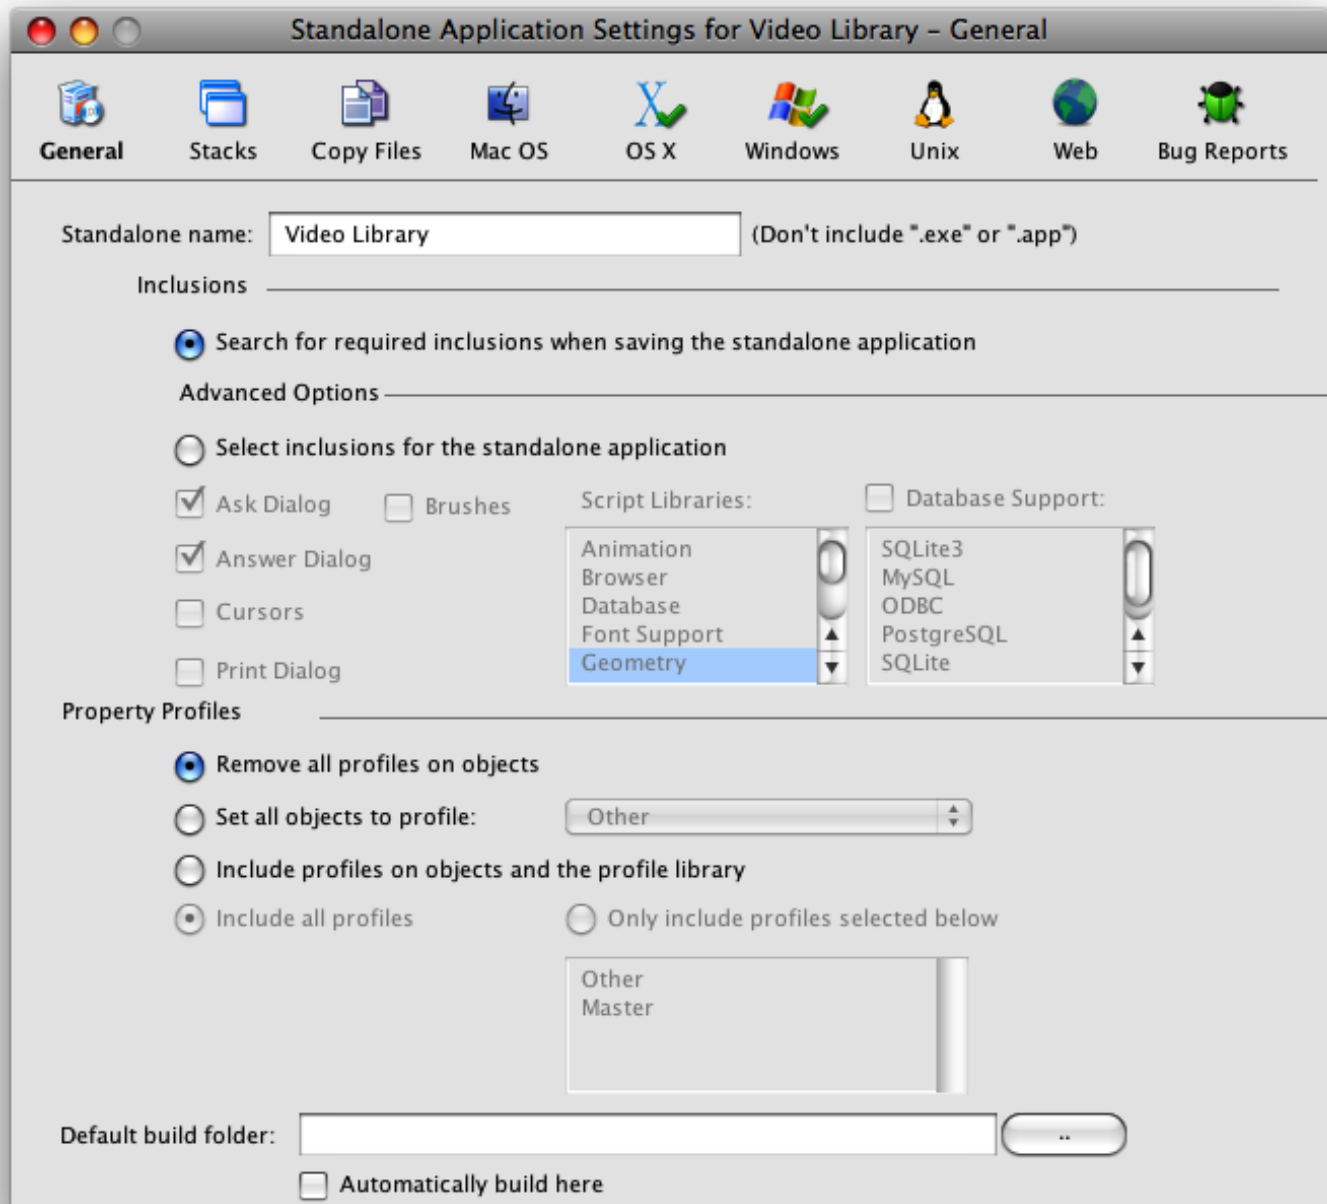 Standalone Application Settings for Video Library – General
General Stacks Copy Files Mac OS OS X Windows Unix Web Bug Reports
Standalone name: Video Library (Don't include ".exe" or ".app")
Inclusions
Search for required inclusions when saving the standalone application
Advanced Options
Select inclusions for the standalone application
Ask Dialog Brushes Script Libraries: Database Support:
Animation SQLite3
Answer Dialog Browser MySQL
Database ODBC
Cursors Font Support PostgreSQL
Geometry SQLite
Print Dialog
Property Profiles
Remove all profiles on objects
Set all objects to profile: Other
Include profiles on objects and the profile library
Include all profiles Only include profiles selected below
Other
Master
Default build folder: ..
Automatically build here